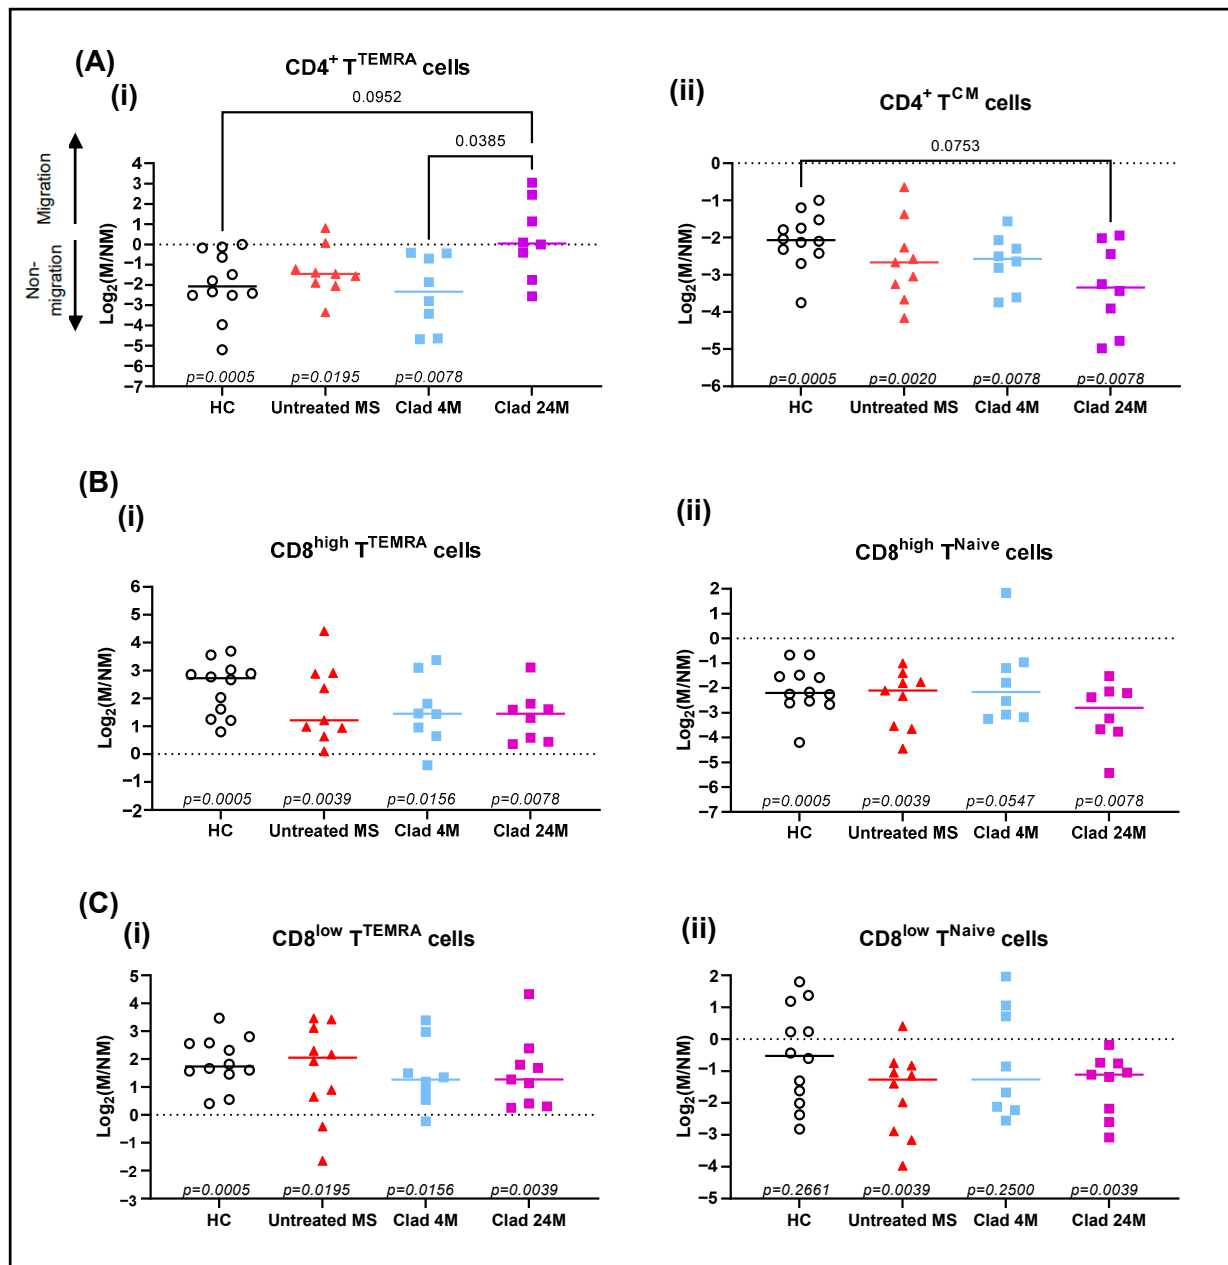 (A)
(i)
CD4⁺ Tᵀᴱᴹᴿᴬ cells
0.0952
0.0385
Migration
Non-
migration
Log₂(M/NM)
4
3
2
1
0
−1
−2
−3
−4
−5
−6
−7
p=0.0005 p=0.0195 p=0.0078
HC Untreated MS Clad 4M Clad 24M
(ii)
CD4⁺ Tᶜᴹ cells
0.0753
Log₂(M/NM)
0
−1
−2
−3
−4
−5
−6
p=0.0005 p=0.0020 p=0.0078 p=0.0078
HC Untreated MS Clad 4M Clad 24M
(B)
(i)
CD8ʰⁱᵍʰ Tᵀᴱᴹᴿᴬ cells
Log₂(M/NM)
6
5
4
3
2
1
0
−1
−2
p=0.0005 p=0.0039 p=0.0156 p=0.0078
HC Untreated MS Clad 4M Clad 24M
(ii)
CD8ʰⁱᵍʰ Tᴺᵃⁱᵛᵉ cells
Log₂(M/NM)
2
1
0
−1
−2
−3
−4
−5
−6
−7
p=0.0005 p=0.0039 p=0.0547 p=0.0078
HC Untreated MS Clad 4M Clad 24M
(C)
(i)
CD8ˡᵒʷ Tᵀᴱᴹᴿᴬ cells
Log₂(M/NM)
5
4
3
2
1
0
−1
−2
−3
p=0.0005 p=0.0195 p=0.0156 p=0.0039
HC Untreated MS Clad 4M Clad 24M
(ii)
CD8ˡᵒʷ Tᴺᵃⁱᵛᵉ cells
Log₂(M/NM)
2
1
0
−1
−2
−3
−4
−5
p=0.2661 p=0.0039 p=0.2500 p=0.0039
HC Untreated MS Clad 4M Clad 24M